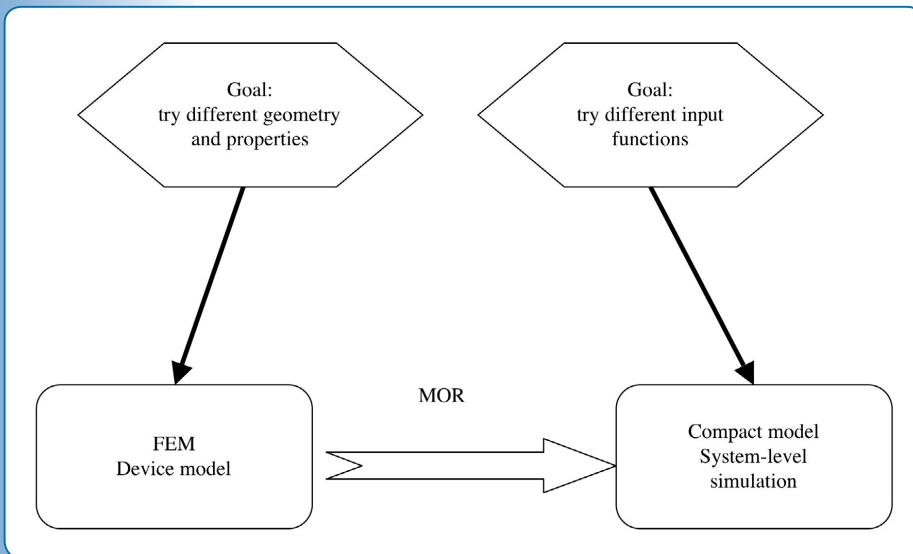 Goal:
try different geometry
and properties
Goal:
try different input
functions
MOR
FEM
Device model
Compact model
System-level
simulation